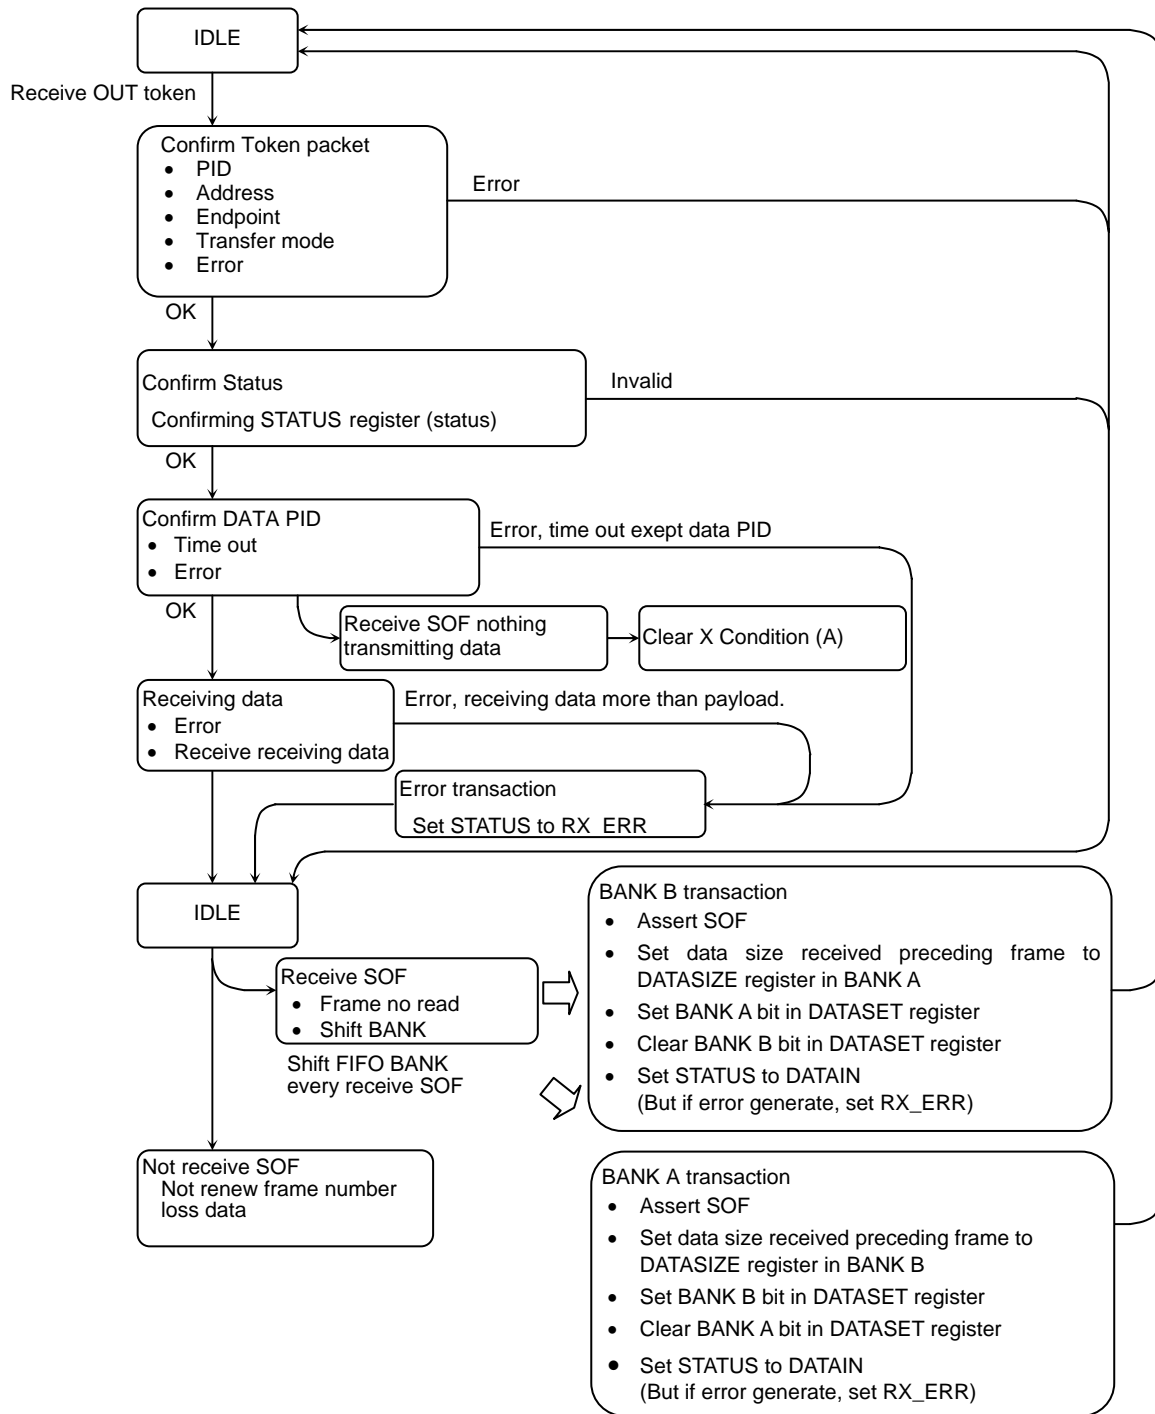 IDLE
Receive OUT token
Confirm Token packet
• PID
• Address
• Endpoint
• Transfer mode
• Error
Error
OK
Confirm Status
Confirming STATUS register (status)
Invalid
OK
Confirm DATA PID
• Time out
• Error
Error, time out exept data PID
OK
Receive SOF nothing
transmitting data
Clear X Condition (A)
Receiving data
• Error
• Receive receiving data
Error, receiving data more than payload.
Error transaction
Set STATUS to RX_ERR
IDLE
Receive SOF
• Frame no read
• Shift BANK
Shift FIFO BANK
every receive SOF
BANK B transaction
• Assert SOF
• Set data size received preceding frame to
DATASIZE register in BANK A
• Set BANK A bit in DATASET register
• Clear BANK B bit in DATASET register
• Set STATUS to DATAIN
(But if error generate, set RX_ERR)
Not receive SOF
Not renew frame number
loss data
BANK A transaction
• Assert SOF
• Set data size received preceding frame to
DATASIZE register in BANK B
• Set BANK B bit in DATASET register
• Clear BANK A bit in DATASET register
• Set STATUS to DATAIN
(But if error generate, set RX_ERR)